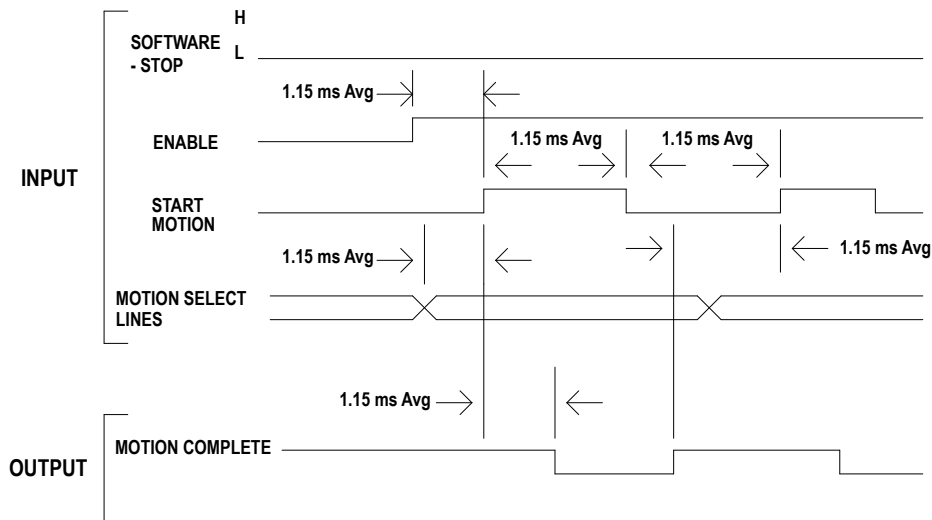 H
SOFTWARE
- STOP
L
1.15 ms Avg
ENABLE
1.15 ms Avg
1.15 ms Avg
INPUT
START
MOTION
1.15 ms Avg
1.15 ms Avg
MOTION SELECT
LINES
1.15 ms Avg
MOTION COMPLETE
OUTPUT